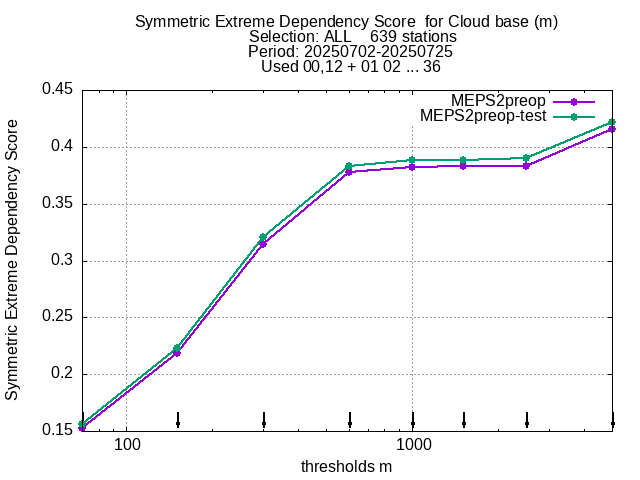 Symmetric Extreme Dependency Score  for Cloud base (m)
Selection: ALL    639 stations
Period: 20250702-20250725
Used 00,12 + 01 02 ... 36
MEPS2preop
MEPS2preop-test
Symmetric Extreme Dependency Score
0.45
0.4
0.35
0.3
0.25
0.2
0.15
100
1000
thresholds m